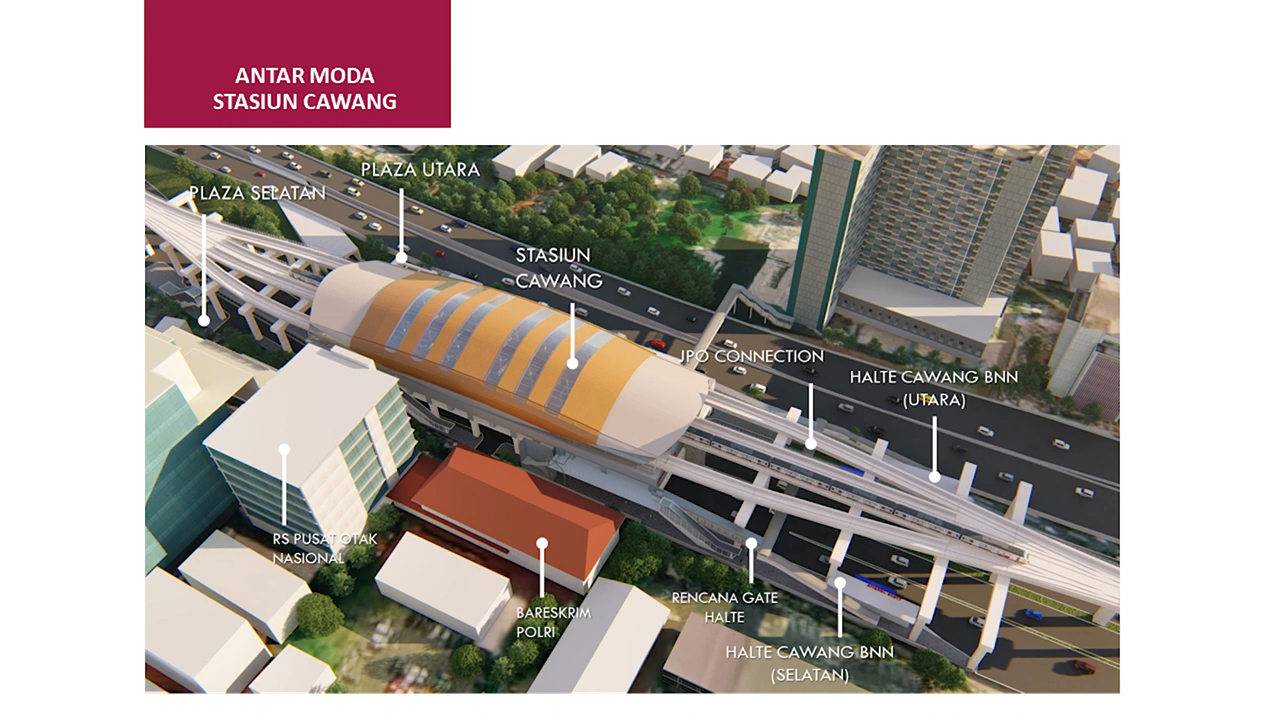 ANTAR MODA
STASIUN CAWANG
PLAZA UTARA
PLAZA SELATAN
STASIUN
CAWANG
JPO CONNECTION
HALTE CAWANG BNN
(UTARA)
RS PUSAT OTAK
NASIONAL
BARESKRIM
POLRI
RENCANA GATE
HALTE
HALTE CAWANG BNN
(SELATAN)